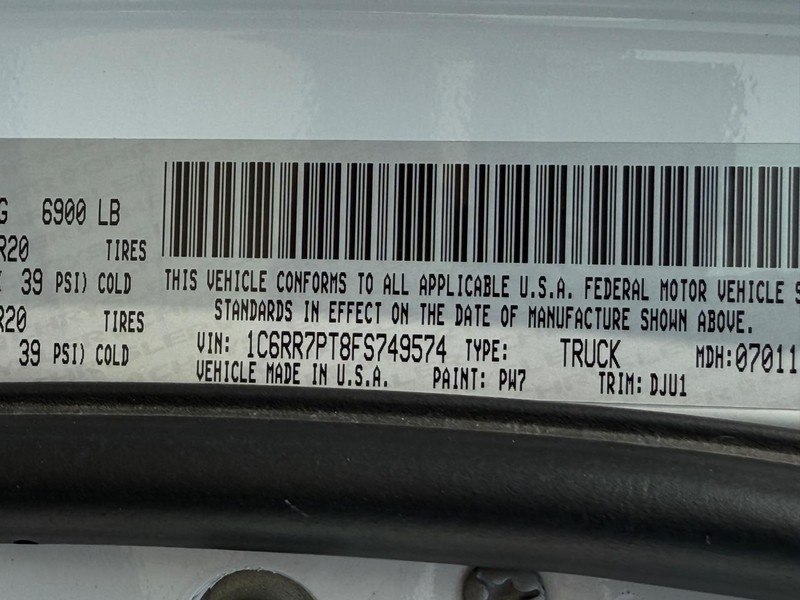 G 6900 LB
R20 TIRES
39 PSI) COLD
THIS VEHICLE CONFORMS TO ALL APPLICABLE U.S.A. FEDERAL MOTOR VEHICLE S
R20 TIRES
STANDARDS IN EFFECT ON THE DATE OF MANUFACTURE SHOWN ABOVE.
39 PSI) COLD
VIN: 1C6RR7PT8FS749574 TYPE: TRUCK MDH: 07011
VEHICLE MADE IN U.S.A. PAINT: PW7 TRIM: DJU1